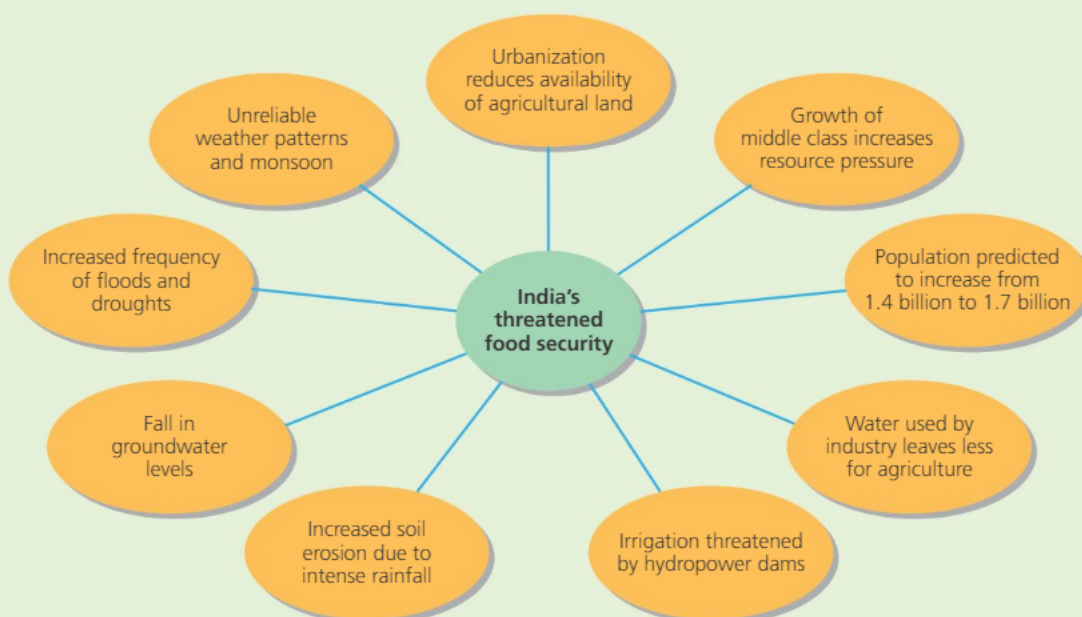 Urbanization
reduces availability
of agricultural land
Growth of
middle class increases
resource pressure
Population predicted
to increase from
1.4 billion to 1.7 billion
Water used by
industry leaves less
for agriculture
Irrigation threatened
by hydropower dams
Increased soil
erosion due to
intense rainfall
Fall in
groundwater
levels
Increased frequency
of floods and
droughts
Unreliable
weather patterns
and monsoon
India’s
threatened
food security